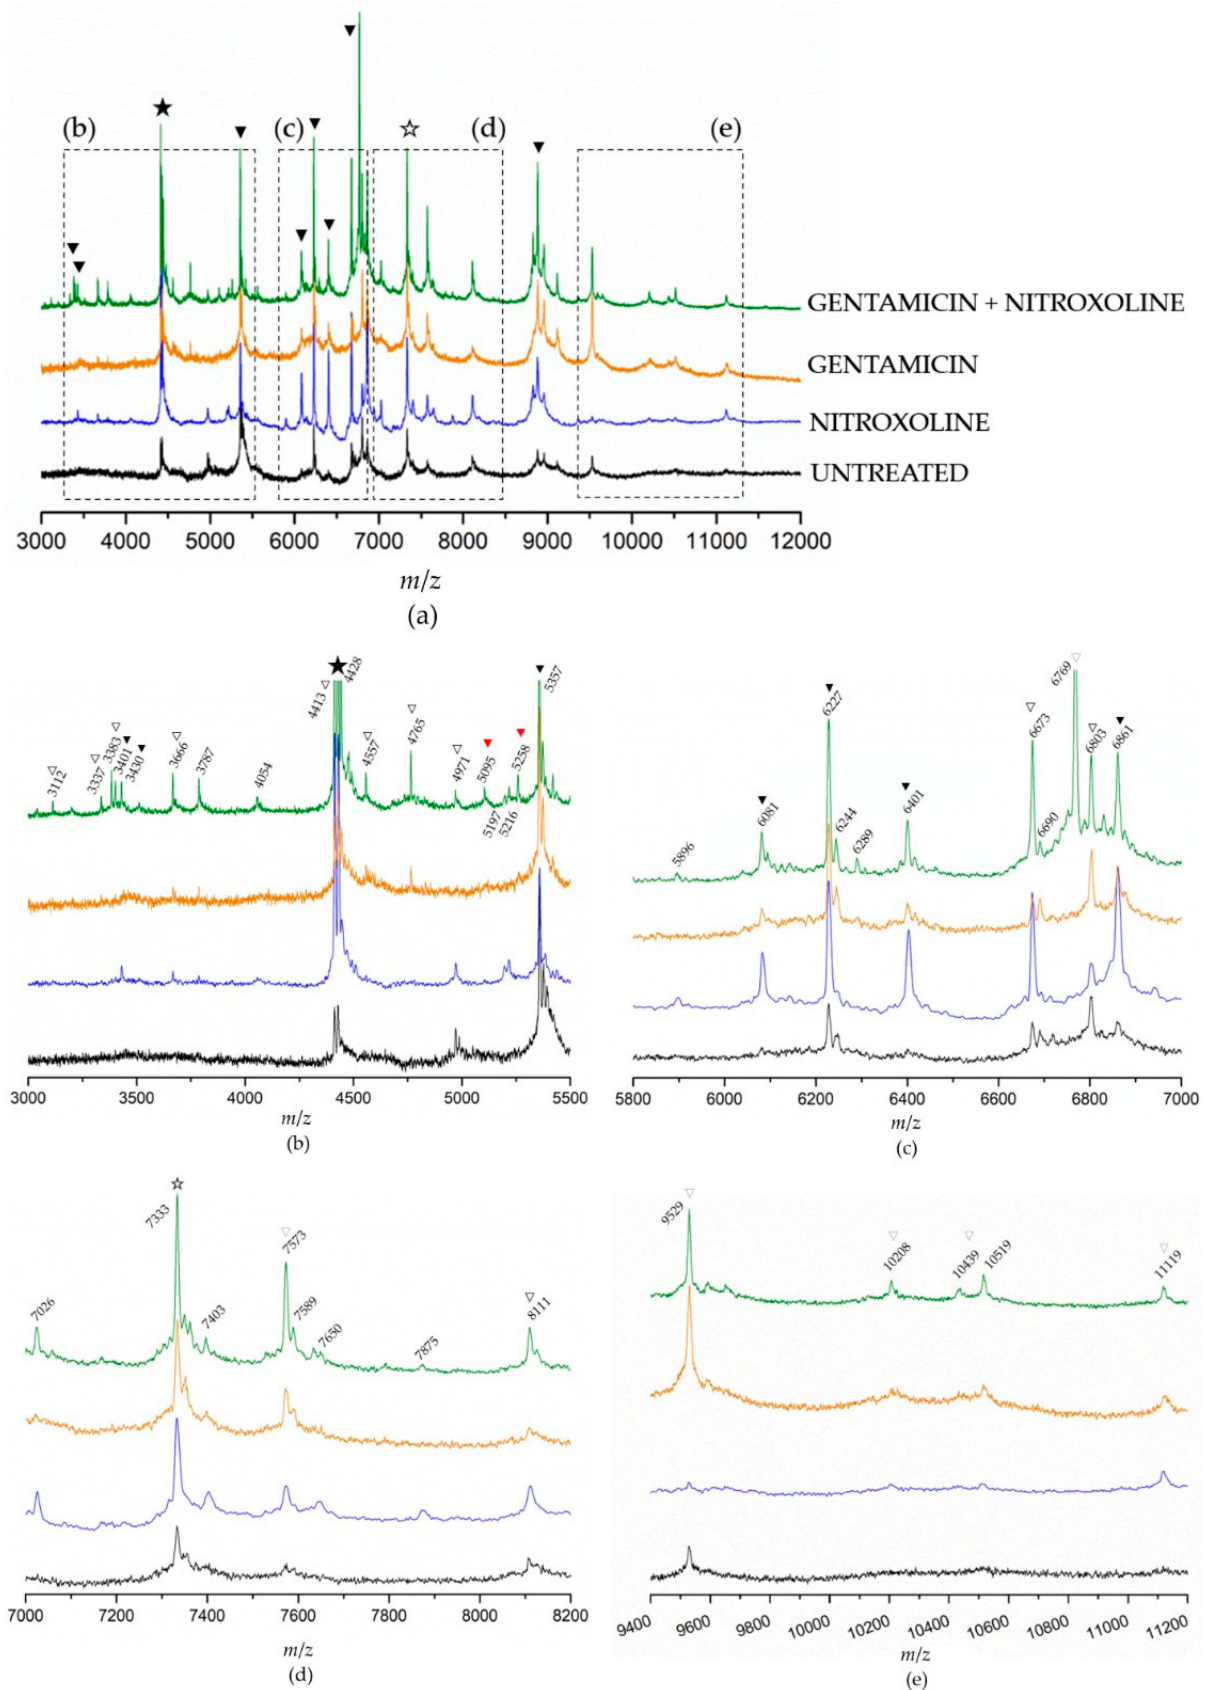 (b)
(c)
(d)
(e)
GENTAMICIN + NITROXOLINE
GENTAMICIN
NITROXOLINE
UNTREATED
3000 4000 5000 6000 7000 8000 9000 10000 11000 12000
m/z
(a)
3112
3337
3383
3401
3430
3666
3787
4054
4413
4428
4557
4765
4971
5095
5197
5216
5258
5357
3000 3500 4000 4500 5000 5500
m/z
(b)
5896
6081
6227
6244
6289
6401
6673
6690
6769
6803
6861
5800 6000 6200 6400 6600 6800 7000
m/z
(c)
7026
7333
7403
7573
7589
7650
7875
8111
7000 7200 7400 7600 7800 8000 8200
m/z
(d)
9529
10208
10439
10519
11119
9400 9600 9800 10000 10200 10400 10600 10800 11000 11200
m/z
(e)